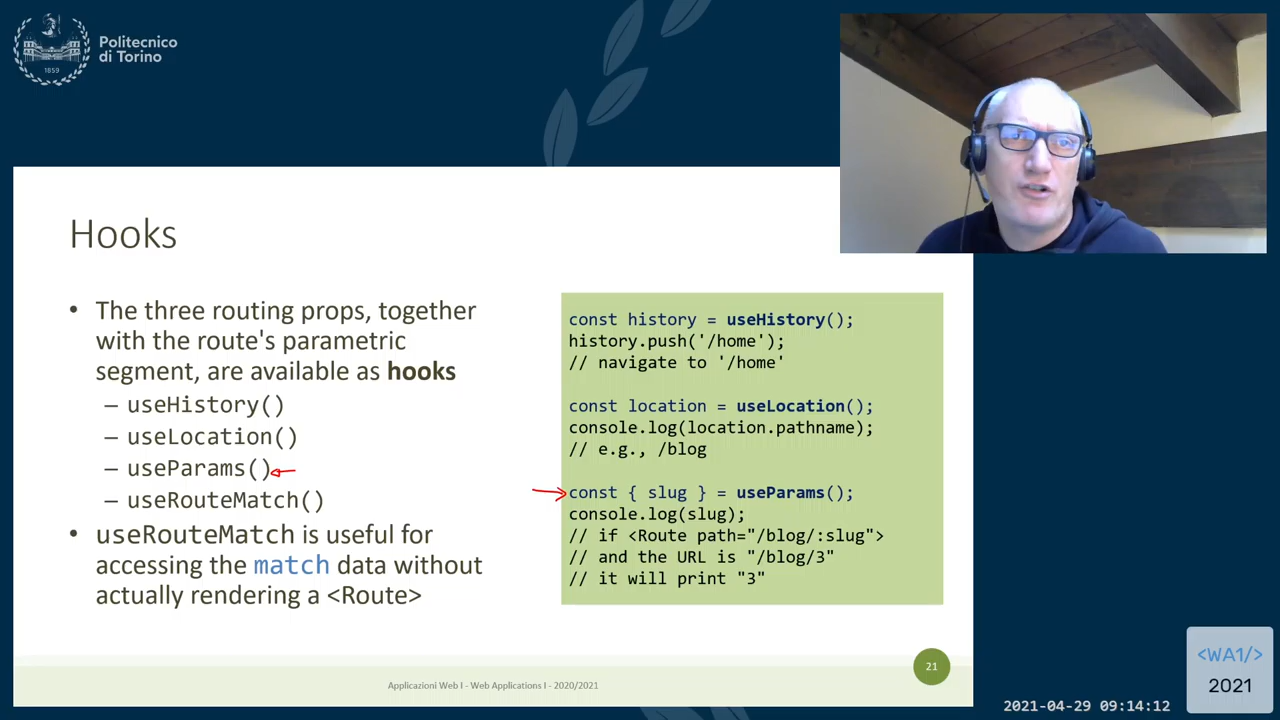 Politecnico
di Torino
1859
Hooks
• The three routing props, together
with the route's parametric
segment, are available as hooks
– useHistory()
– useLocation()
– useParams()
– useRouteMatch()
• useRouteMatch is useful for
accessing the match data without
actually rendering a <Route>
const history = useHistory();
history.push('/home');
// navigate to '/home'
const location = useLocation();
console.log(location.pathname);
// e.g., /blog
const { slug } = useParams();
console.log(slug);
// if <Route path="/blog/:slug">
// and the URL is "/blog/3"
// it will print "3"
Applicazioni Web I - Web Applications I - 2020/2021
21
<WA1/>
2021
2021-04-29 09:14:12